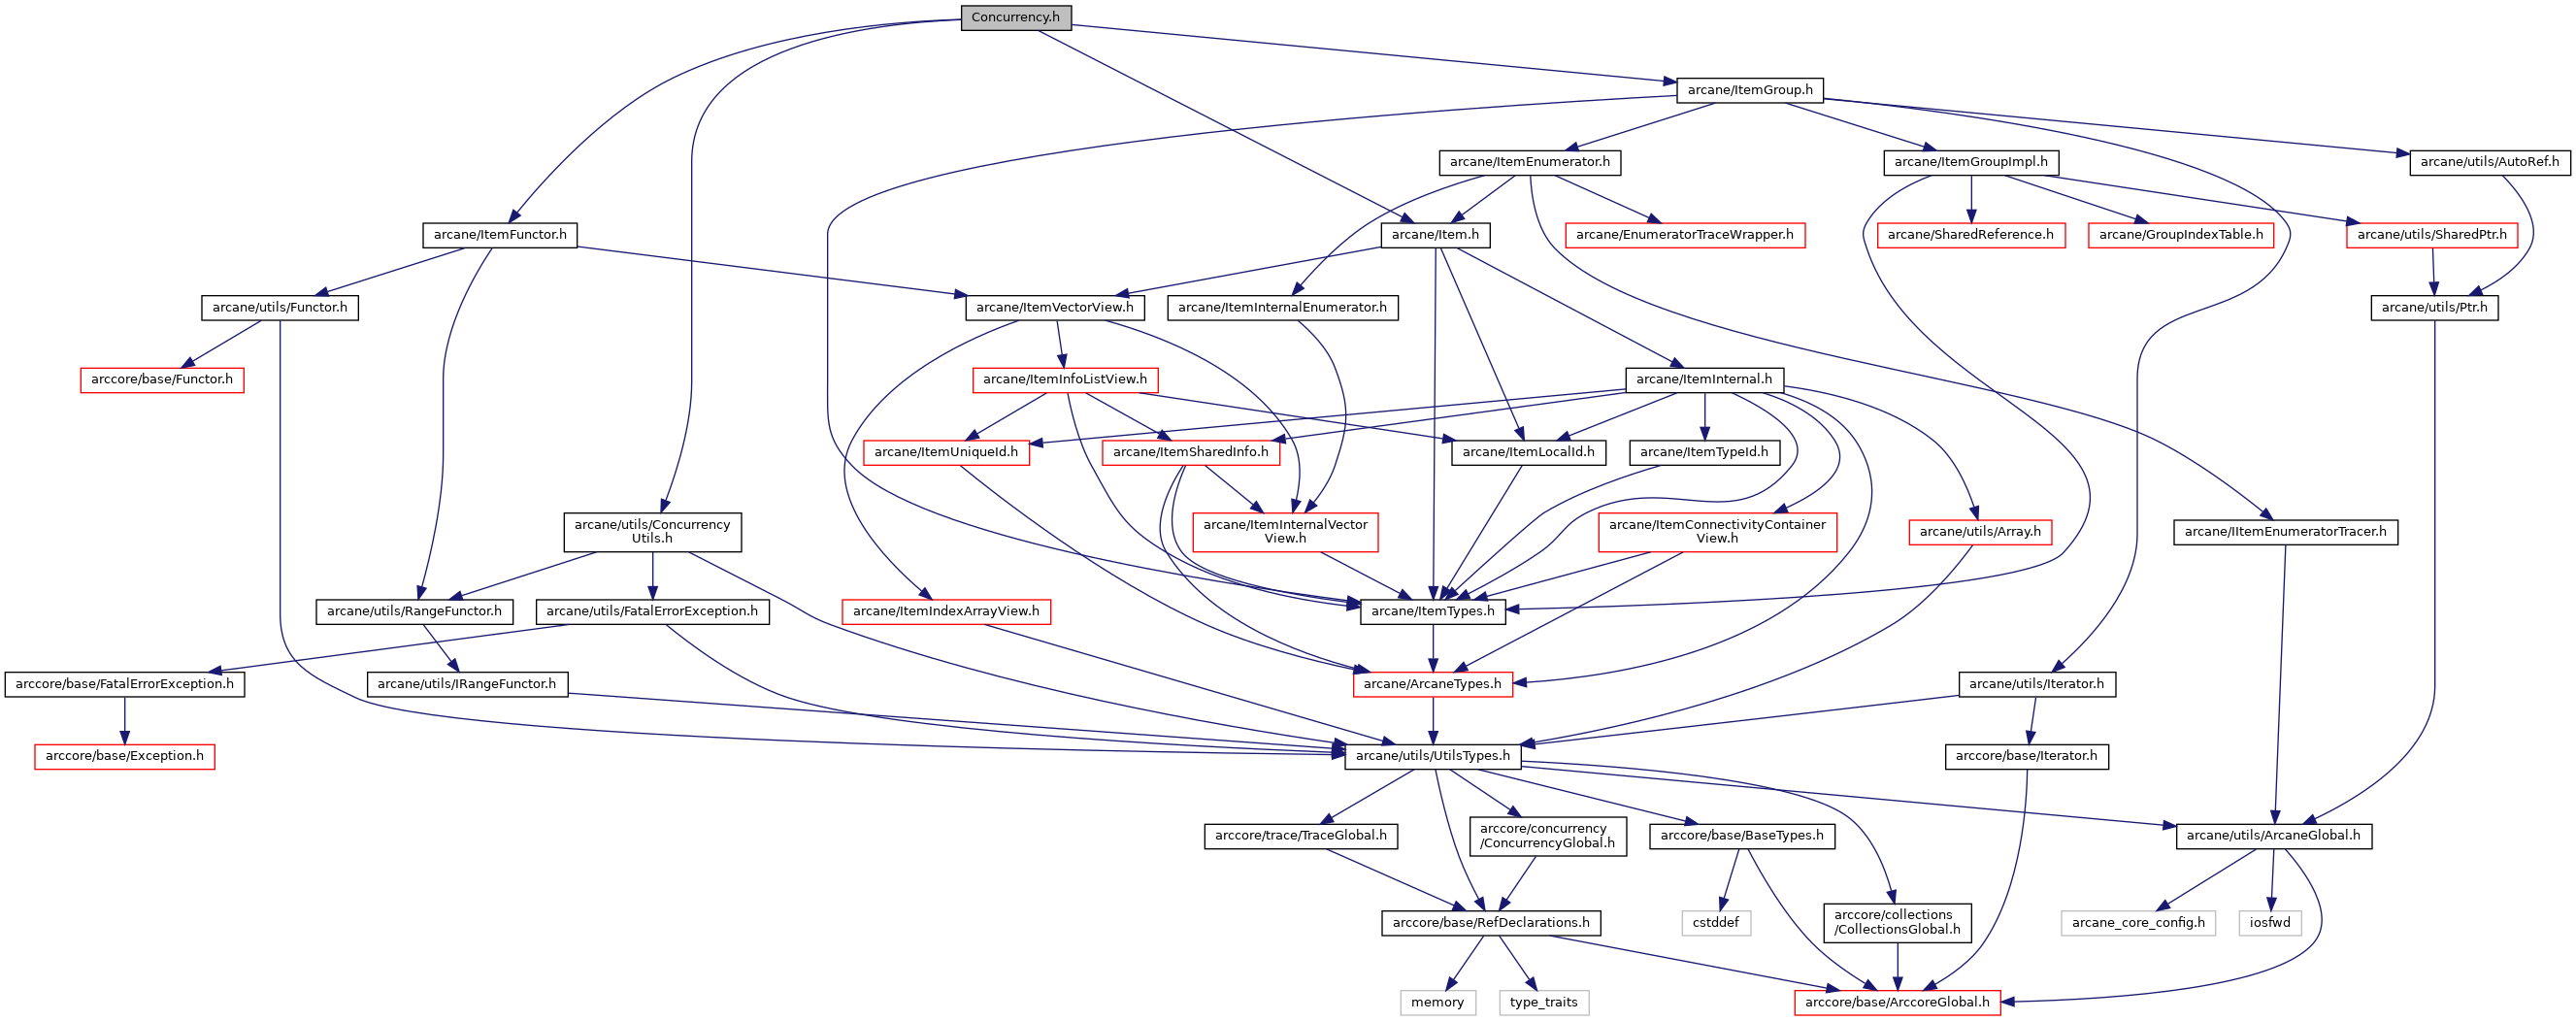 Concurrency.h
arcane/ItemGroup.h
arcane/ItemEnumerator.h
arcane/ItemGroupImpl.h
arcane/utils/AutoRef.h
arcane/ItemFunctor.h
arcane/Item.h
arcane/EnumeratorTraceWrapper.h
arcane/SharedReference.h
arcane/GroupIndexTable.h
arcane/utils/SharedPtr.h
arcane/utils/Functor.h
arcane/ItemVectorView.h
arcane/ItemInternalEnumerator.h
arcane/utils/Ptr.h
arccore/base/Functor.h
arcane/ItemInfoListView.h
arcane/ItemInternal.h
arcane/ItemUniqueId.h
arcane/ItemSharedInfo.h
arcane/ItemLocalId.h
arcane/ItemTypeId.h
arcane/utils/Concurrency
Utils.h
arcane/ItemInternalVector
View.h
arcane/ItemConnectivityContainer
View.h
arcane/utils/Array.h
arcane/IItemEnumeratorTracer.h
arcane/utils/RangeFunctor.h
arcane/utils/FatalErrorException.h
arcane/ItemIndexArrayView.h
arcane/ItemTypes.h
arccore/base/FatalErrorException.h
arcane/utils/IRangeFunctor.h
arcane/ArcaneTypes.h
arcane/utils/Iterator.h
arccore/base/Exception.h
arcane/utils/UtilsTypes.h
arccore/base/Iterator.h
arccore/trace/TraceGlobal.h
arccore/concurrency
/ConcurrencyGlobal.h
arccore/base/BaseTypes.h
arcane/utils/ArcaneGlobal.h
arccore/base/RefDeclarations.h
cstddef
arccore/collections
/CollectionsGlobal.h
arcane_core_config.h
iosfwd
memory
type_traits
arccore/base/ArccoreGlobal.h